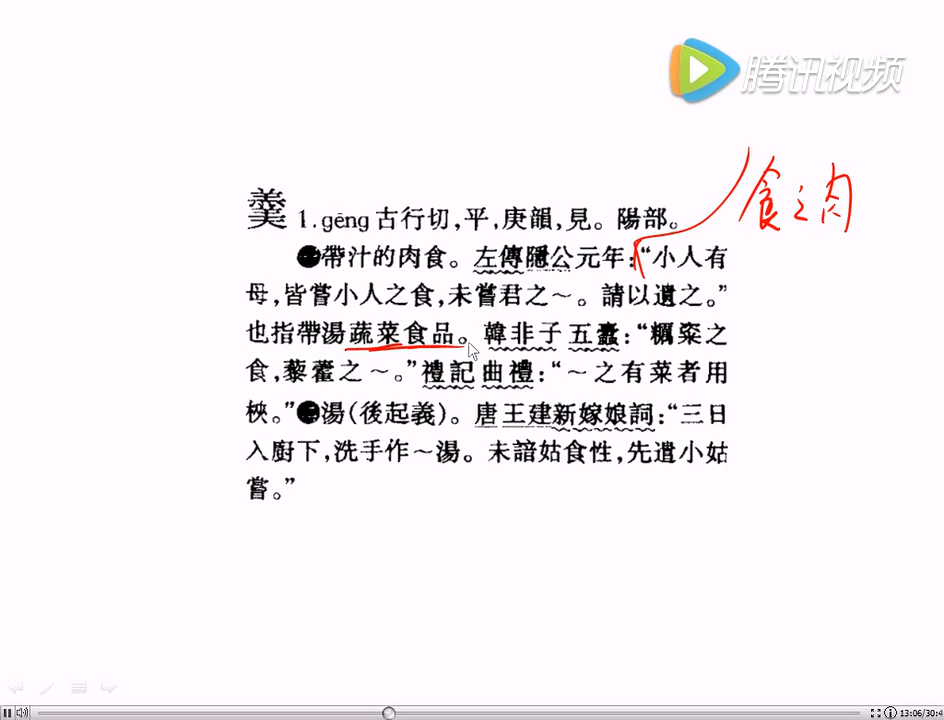 腾讯视频
食之肉
羹 1.gēng 古行切,平,庚韻,見。陽部。
㊀帶汁的肉食。左傳隱公元年:“小人有
母,皆嘗小人之食,未嘗君之～。請以遺之。”
也指帶湯蔬菜食品。韓非子五蠹:“糲粢之
食,藜藿之～。”禮記曲禮:“～之有菜者用
梜。”㊁湯(後起義)。唐王建新嫁娘詞:“三日
入廚下,洗手作～湯。未諳姑食性,先遣小姑
嘗。”
13:06/30:4